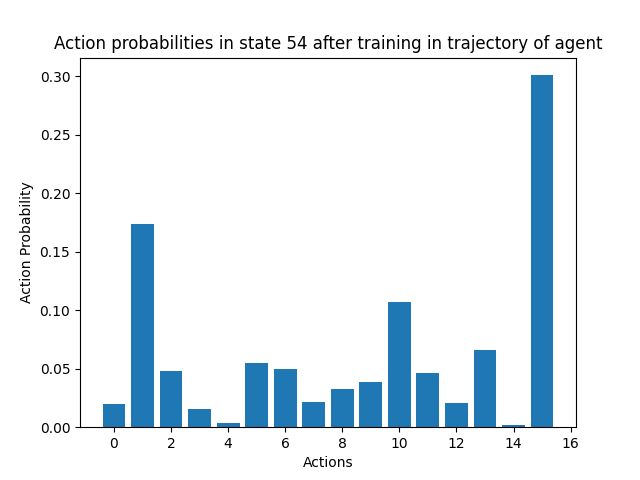 Action probabilities in state 54 after training in trajectory of agent
0.30
0.25
0.20
0.15
0.10
0.05
0.00
Action Probability
0 2 4 6 8 10 12 14 16
Actions